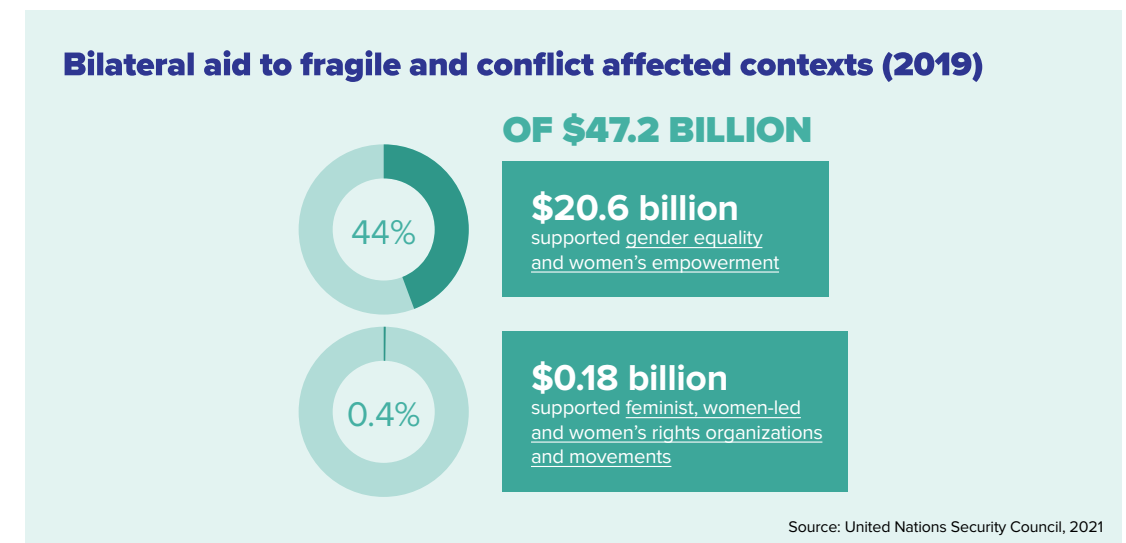 Bilateral aid to fragile and conflict affected contexts (2019)
OF $47.2 BILLION
44%
$20.6 billion
supported gender equality
and women’s empowerment
0.4%
$0.18 billion
supported feminist, women-led
and women’s rights organizations
and movements
Source: United Nations Security Council, 2021